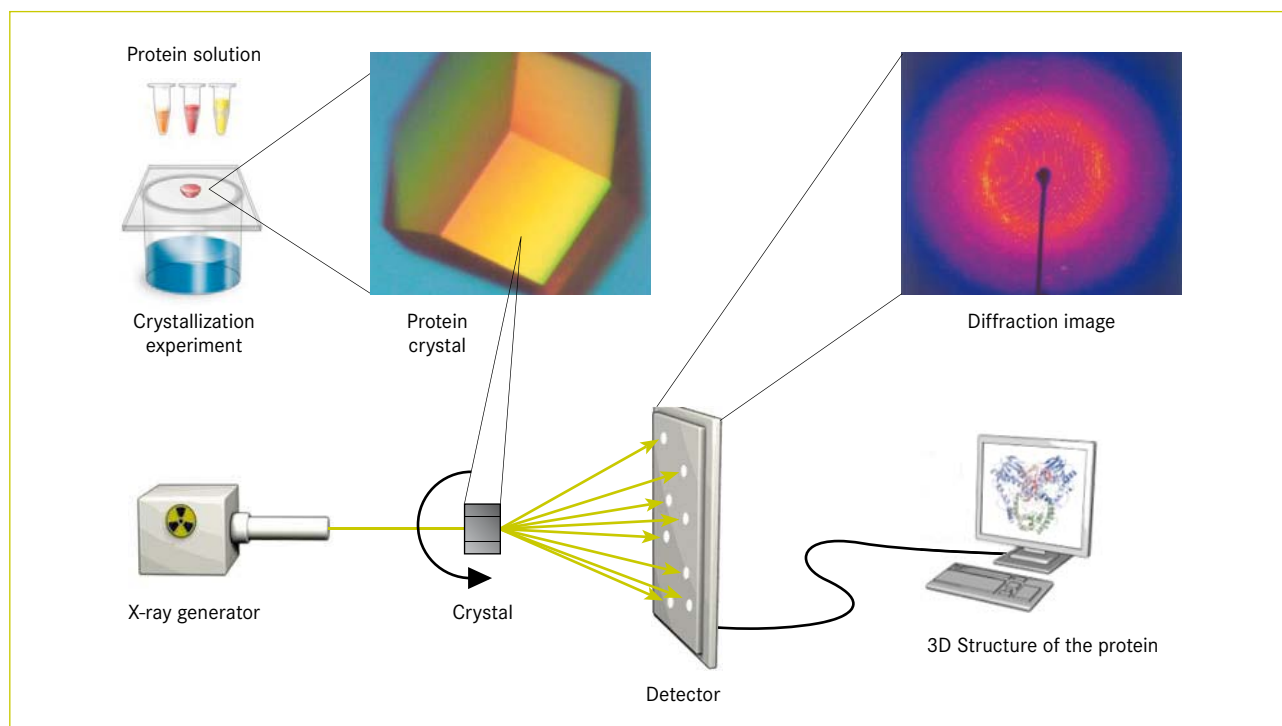 Protein solution
Crystallization
experiment
Protein
crystal
Diffraction image
X-ray generator
Crystal
Detector
3D Structure of the protein